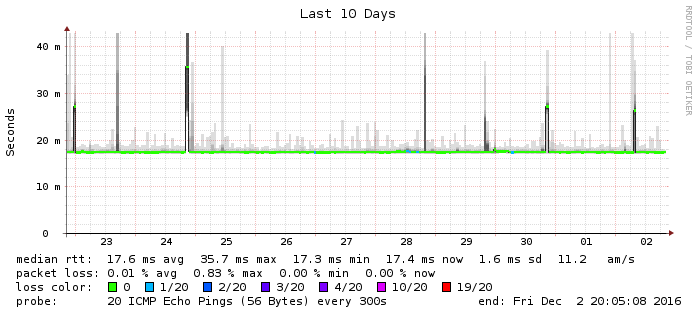 Last 10 Days
RRDTOOL / TOBI OETIKER
Seconds
40 m
30 m
20 m
10 m
0
23 24 25 26 27 28 29 30 01 02
median rtt: 17.6 ms avg 35.7 ms max 17.3 ms min 17.4 ms now 1.6 ms sd 11.2 am/s
packet loss: 0.01 % avg 0.83 % max 0.00 % min 0.00 % now
loss color: 0 1/20 2/20 3/20 4/20 10/20 19/20
probe: 20 ICMP Echo Pings (56 Bytes) every 300s end: Fri Dec 2 20:05:08 2016